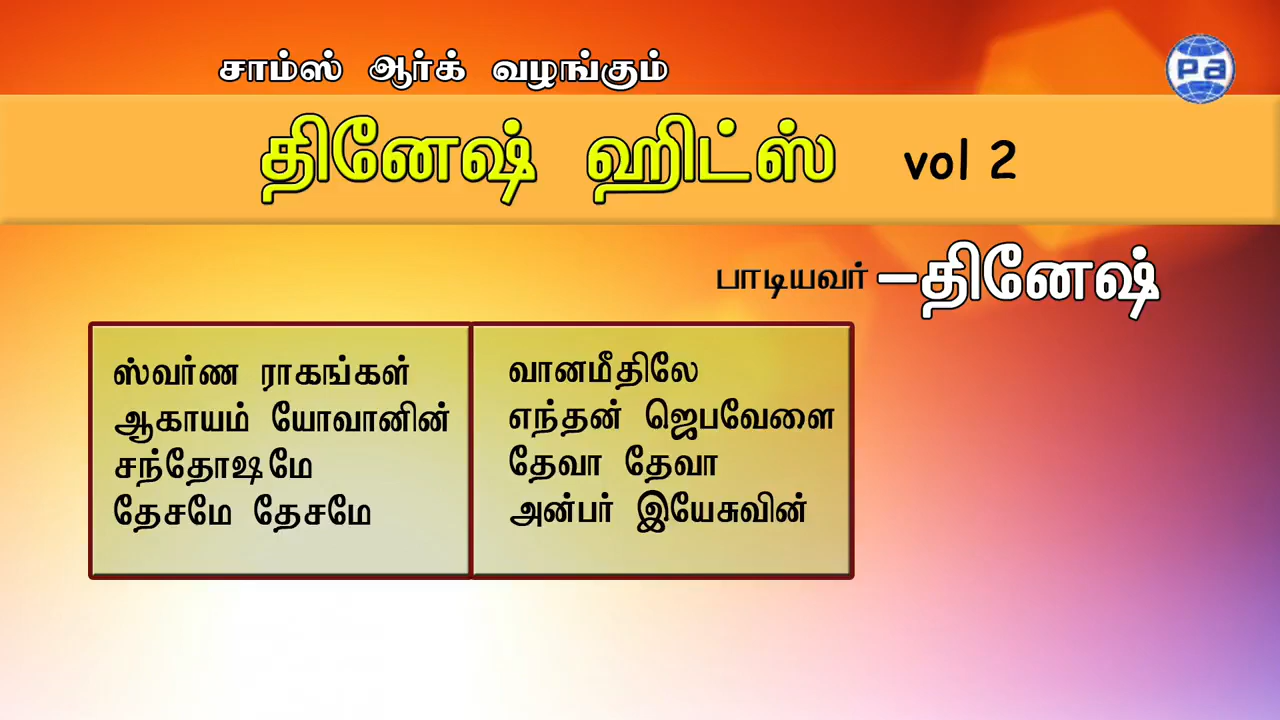 சாம்ஸ் ஆர்க் வழங்கும்
pa
தினேஷ் ஹிட்ஸ் vol 2
பாடியவர் –தினேஷ்
ஸ்வர்ண ராகங்கள்
ஆகாயம் யோவானின்
சந்தோஷமே
தேசமே தேசமே
வானமீதிலே
எந்தன் ஜெபவேளை
தேவா தேவா
அன்பர் இயேசுவின்